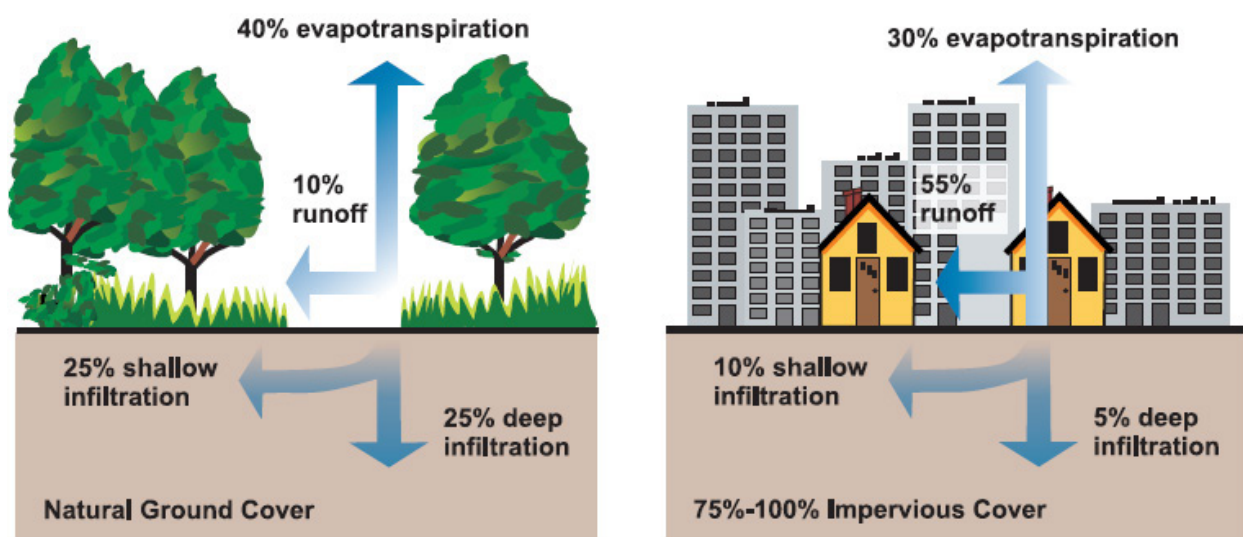 40% evapotranspiration
10%
runoff
25% shallow
infiltration
25% deep
infiltration
Natural Ground Cover
30% evapotranspiration
55%
runoff
10% shallow
infiltration
5% deep
infiltration
75%-100% Impervious Cover